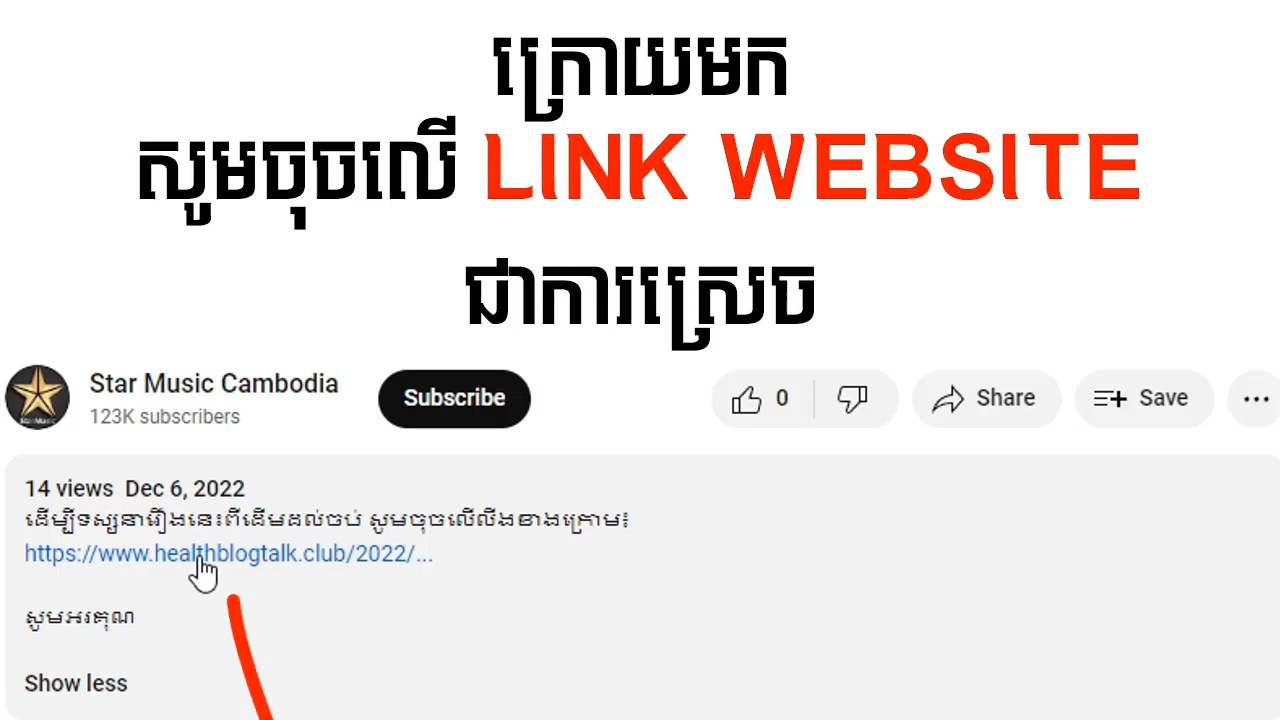 ក្រោយមក
សូមចុចលើ LINK WEBSITE
ជាការស្រេច
Star Music Cambodia
123K subscribers
Subscribe
0
Share
Save
14 views Dec 6, 2022
ដើម្បីទស្សនារឿងនេះពីដើមដល់ចប់ សូមចុចលើលីងខាងក្រោម៖
https://www.healthblogtalk.club/2022/...
សូមអរគុណ
Show less